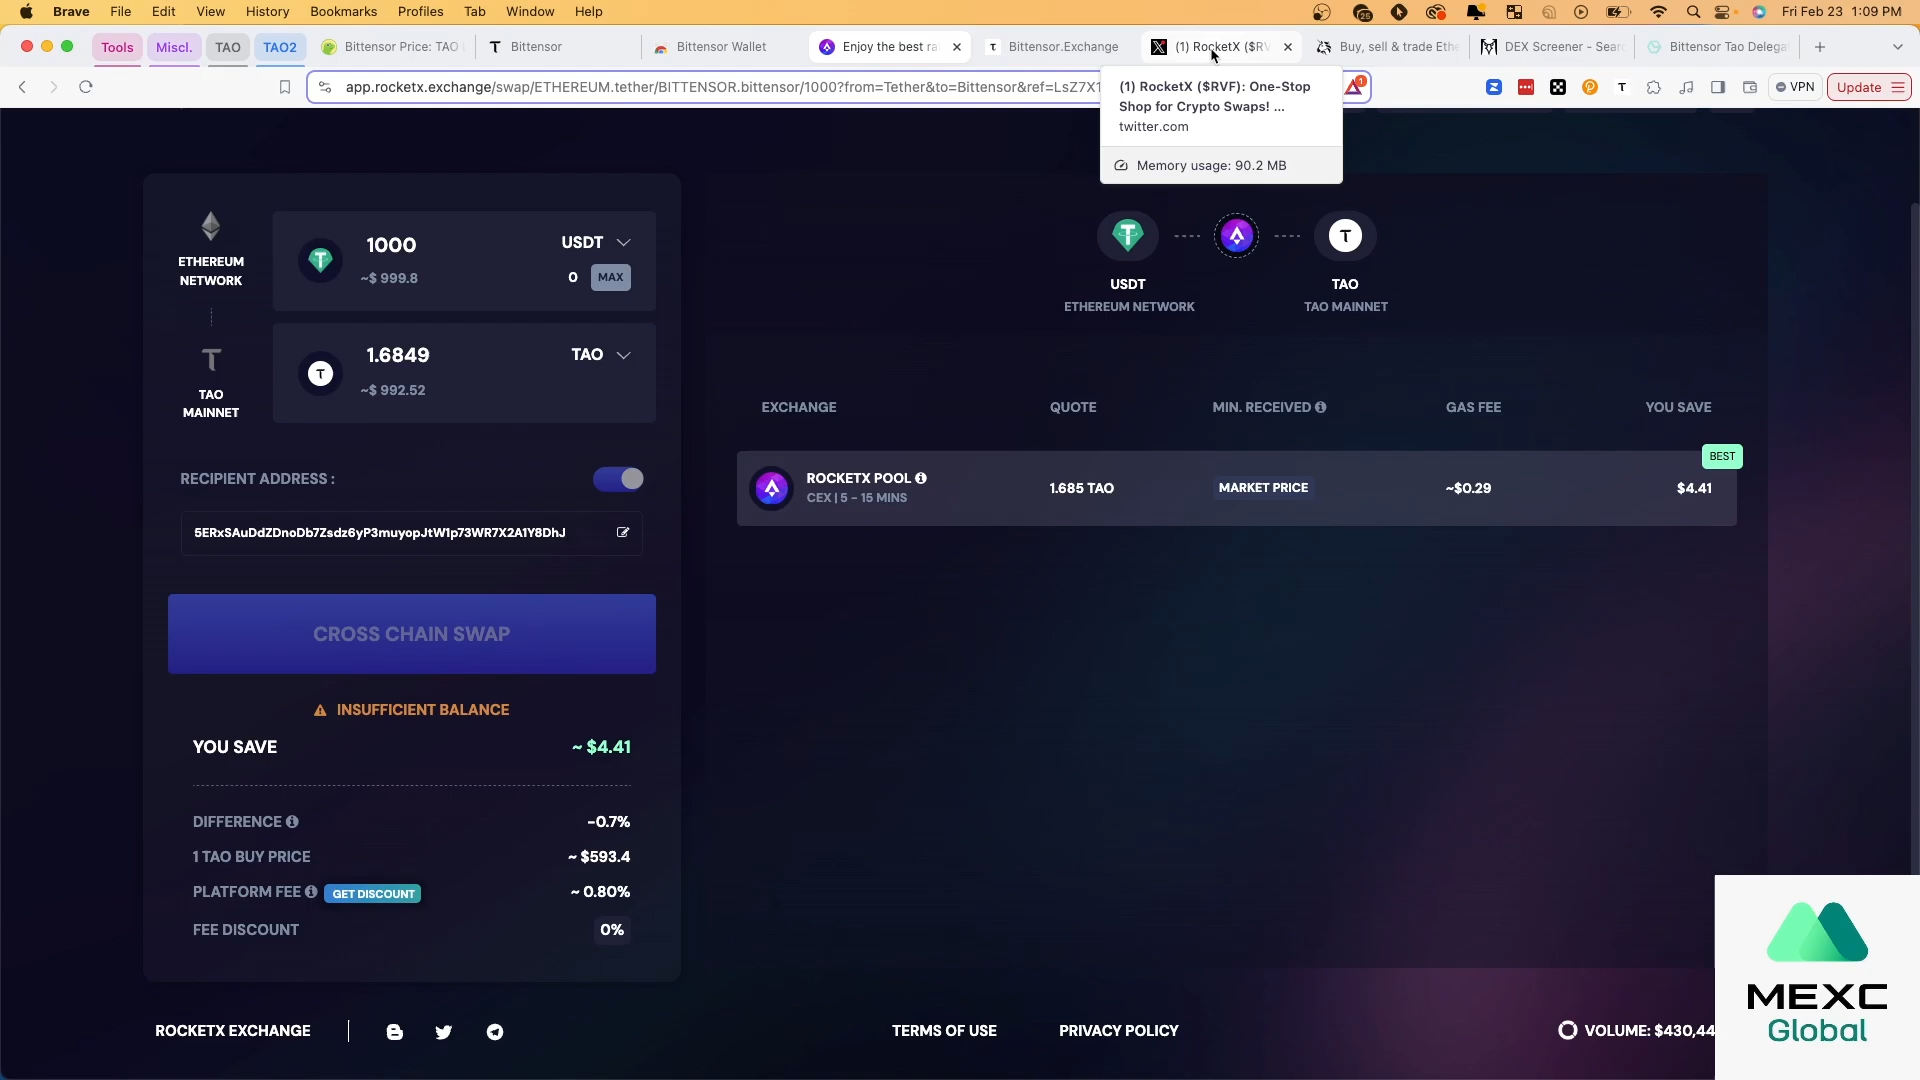 Brave File Edit View History Bookmarks Profiles Tab Window Help
25
Fri Feb 23 1:09 PM
Tools Miscl. TAO TAO2 Bittensor Price: TAO Bittensor Bittensor Wallet Enjoy the best ra Bittensor.Exchange (1) RocketX ($RV Buy, sell & trade Eth DEX Screener - Sear Bittensor Tao Delega
app.rocketx.exchange/swap/ETHEREUM.tether/BITTENSOR.bittensor/1000?from=Tether&to=Bittensor&ref=LsZ7X1
1
VPN Update
(1) RocketX ($RVF): One-Stop
Shop for Crypto Swaps! ...
twitter.com
Memory usage: 90.2 MB
ETHEREUM
NETWORK
1000 USDT
~$ 999.8 0 MAX
TAO
MAINNET
1.6849 TAO
~$ 992.52
RECIPIENT ADDRESS :
5ERxSAuDdZDnoDb7Zsdz6yP3muyopJtW1p73WR7X2A1Y8DhJ
CROSS CHAIN SWAP
INSUFFICIENT BALANCE
YOU SAVE ~ $4.41
DIFFERENCE -0.7%
1 TAO BUY PRICE ~ $593.4
PLATFORM FEE GET DISCOUNT ~ 0.80%
FEE DISCOUNT 0%
USDT
ETHEREUM NETWORK
TAO
TAO MAINNET
EXCHANGE QUOTE MIN. RECEIVED GAS FEE YOU SAVE
BEST
ROCKETX POOL
CEX | 5 - 15 MINS
1.685 TAO MARKET PRICE ~$0.29 $4.41
ROCKETX EXCHANGE
TERMS OF USE PRIVACY POLICY
VOLUME: $430,44
MEXC
Global